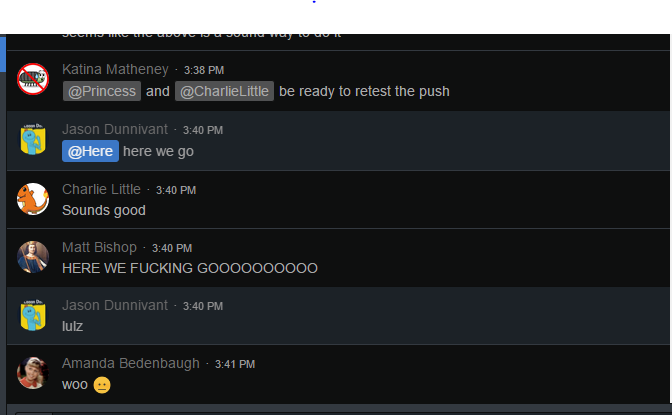 seems like the above is a sound way to do it
Katina Matheney · 3:38 PM
@Princess and @CharlieLittle be ready to retest the push
Jason Dunnivant · 3:40 PM
@Here here we go
Charlie Little · 3:40 PM
Sounds good
Matt Bishop · 3:40 PM
HERE WE FUCKING GOOOOOOOOOO
Jason Dunnivant · 3:40 PM
lulz
Amanda Bedenbaugh · 3:41 PM
woo 😐